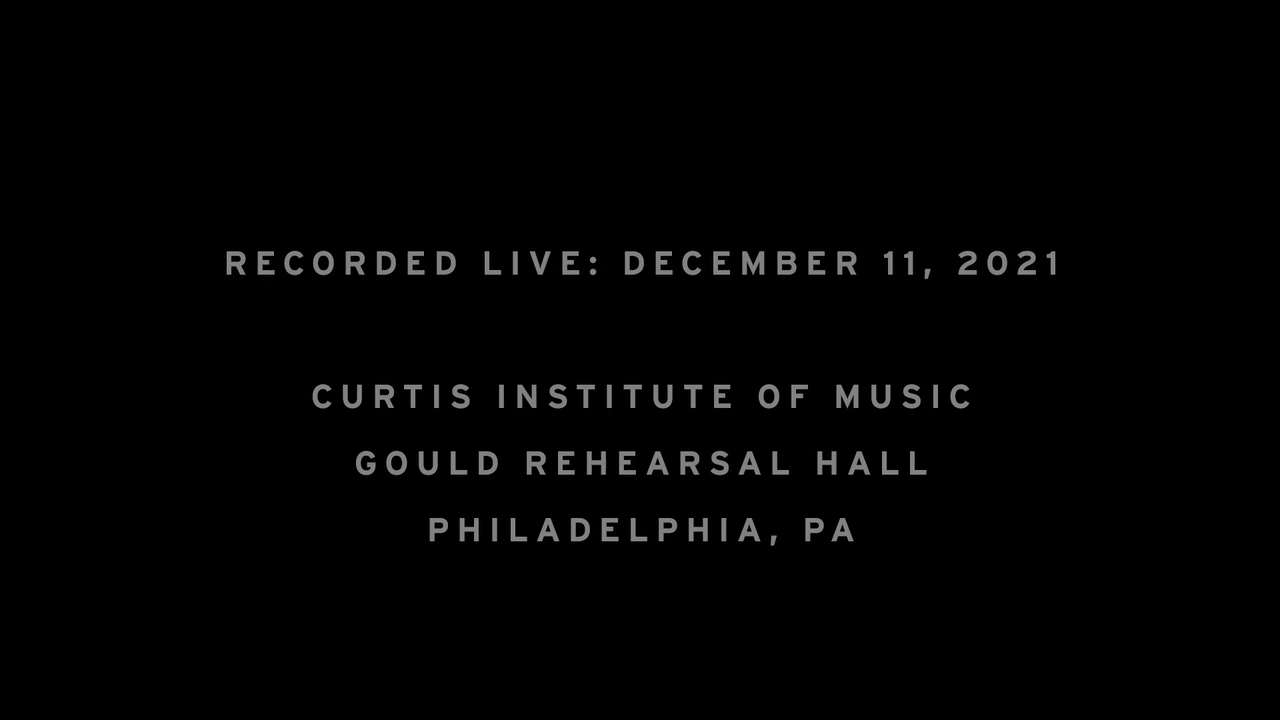 RECORDED LIVE: DECEMBER 11, 2021
CURTIS INSTITUTE OF MUSIC
GOULD REHEARSAL HALL
PHILADELPHIA, PA